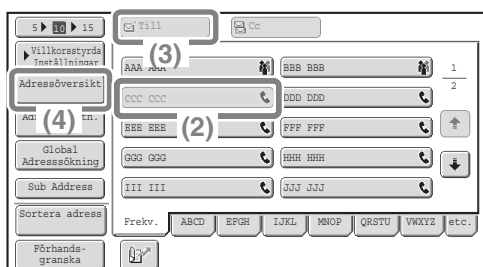 5 10 15
Till
Cc
Villkorsstyrda
Inställningar
(3)
AAA AAA
BBB BBB
1
2
Adressöversikt
CCC CCC
DDD DDD
(4)
(2)
EEE EEE
FFF FFF
Global
Adresssökning
GGG GGG
HHH HHH
Sub Address
III III
JJJ JJJ
Sortera adress
Frekv.
ABCD
EFGH
IJKL
MNOP
QRSTU
VWXYZ
etc.
Förhands-
granska